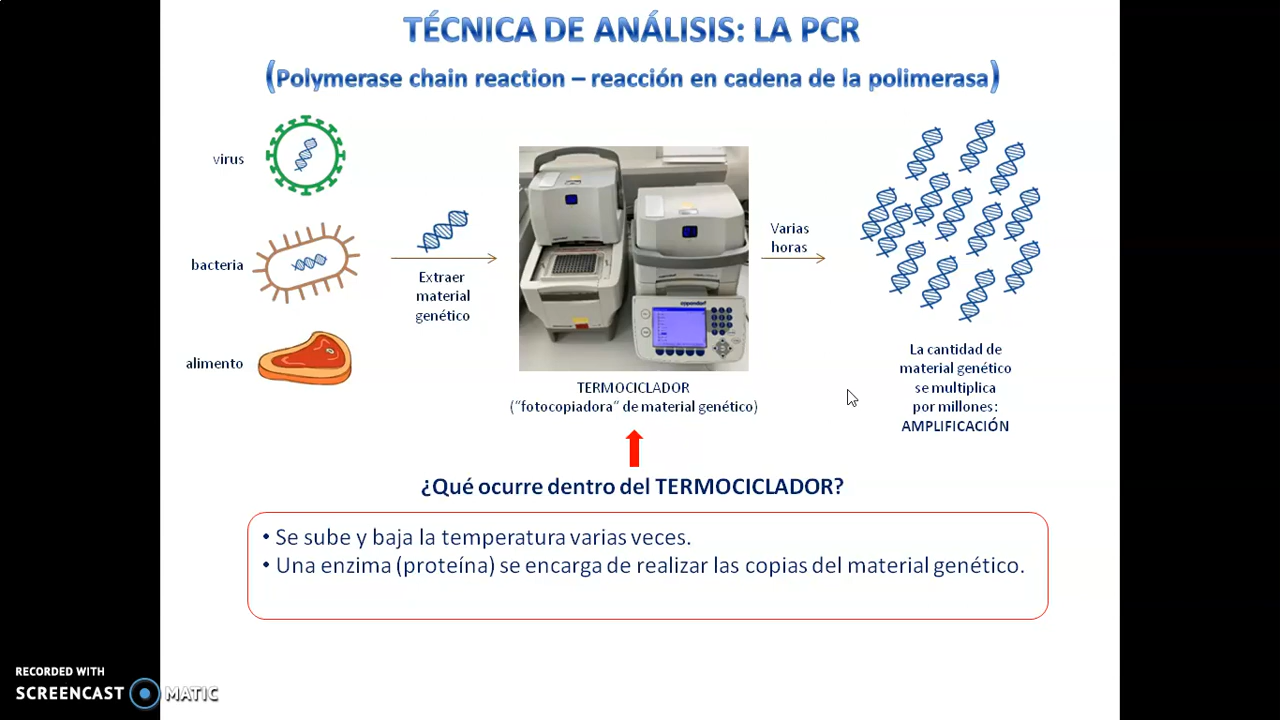 TÉCNICA DE ANÁLISIS: LA PCR
(Polymerase chain reaction – reacción en cadena de la polimerasa)
virus
bacteria
alimento
Extraer
material
genético
eppendorf
TERMOCICLADOR
("fotocopiadora" de material genético)
Varias
horas
La cantidad de
material genético
se multiplica
por millones:
AMPLIFICACIÓN
¿Qué ocurre dentro del TERMOCICLADOR?
• Se sube y baja la temperatura varias veces.
• Una enzima (proteína) se encarga de realizar las copias del material genético.
RECORDED WITH
SCREENCAST MATIC